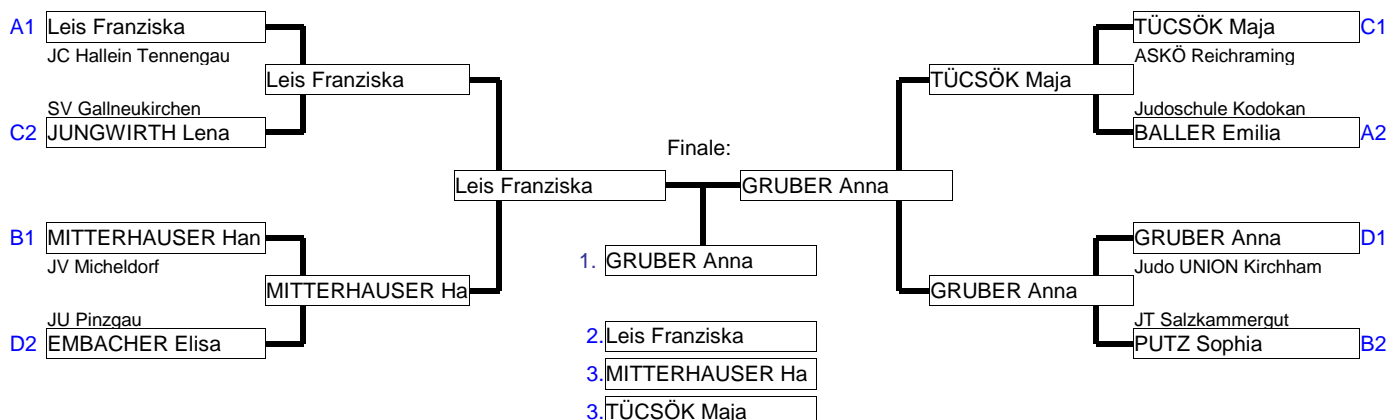 A1 Leis Franziska
JC Hallein Tennengau
Leis Franziska
SV Gallneukirchen
C2 JUNGWIRTH Lena
Leis Franziska
B1 MITTERHAUSER Han
JV Micheldorf
MITTERHAUSER Ha
JU Pinzgau
D2 EMBACHER Elisa
Finale:
1. GRUBER Anna
2. Leis Franziska
3. MITTERHAUSER Ha
3. TÜCSÖK Maja
TÜCSÖK Maja C1
ASKÖ Reichraming
TÜCSÖK Maja
Judoschule Kodokan
BALLER Emilia A2
GRUBER Anna
GRUBER Anna D1
Judo UNION Kirchham
GRUBER Anna
JT Salzkammergut
PUTZ Sophia B2